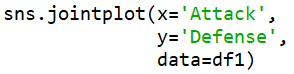 sns.jointplot(x='Attack',
              y='Defense',
              data=df1)